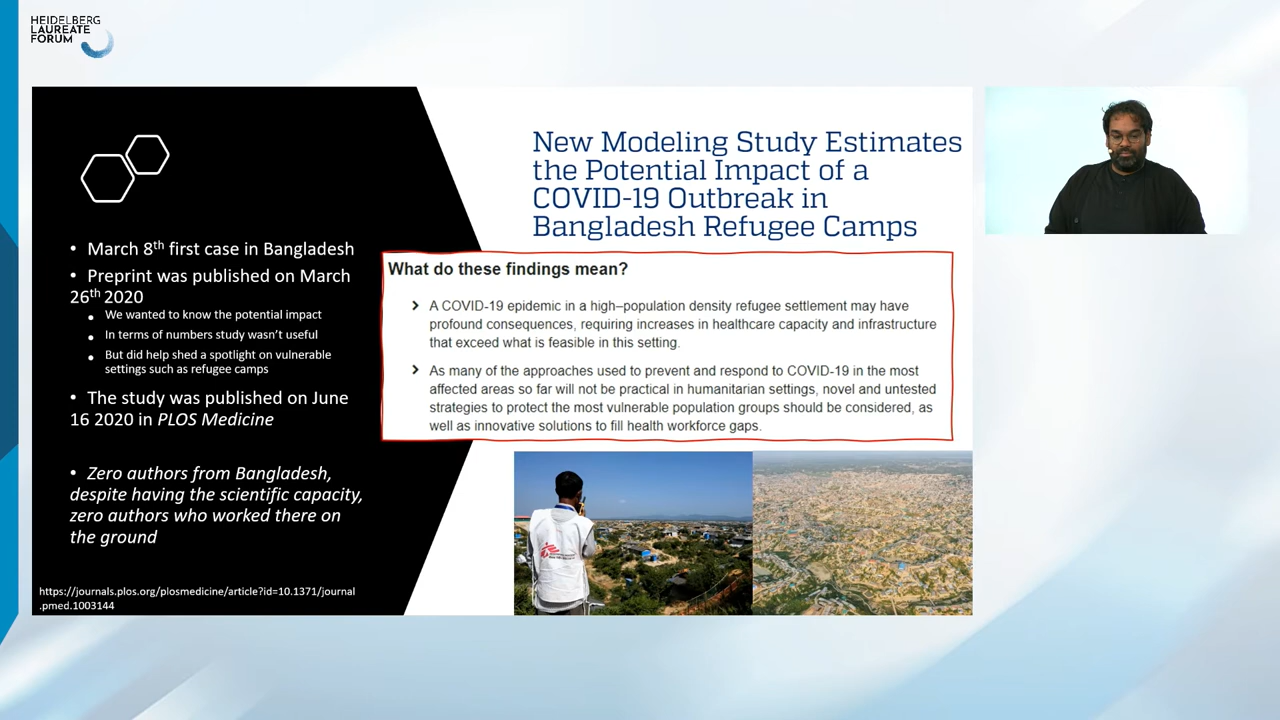 HEIDELBERG
LAUREATE
FORUM
New Modeling Study Estimates
the Potential Impact of a
COVID-19 Outbreak in
Bangladesh Refugee Camps
• March 8th first case in Bangladesh
• Preprint was published on March
26th 2020
• We wanted to know the potential impact
• In terms of numbers study wasn't useful
• But did help shed a spotlight on vulnerable
settings such as refugee camps
• The study was published on June
16 2020 in PLOS Medicine
• Zero authors from Bangladesh,
despite having the scientific capacity,
zero authors who worked there on
the ground
https://journals.plos.org/plosmedicine/article?id=10.1371/journal
.pmed.1003144
What do these findings mean?
A COVID-19 epidemic in a high–population density refugee settlement may have
profound consequences, requiring increases in healthcare capacity and infrastructure
that exceed what is feasible in this setting.
As many of the approaches used to prevent and respond to COVID-19 in the most
affected areas so far will not be practical in humanitarian settings, novel and untested
strategies to protect the most vulnerable population groups should be considered, as
well as innovative solutions to fill health workforce gaps.